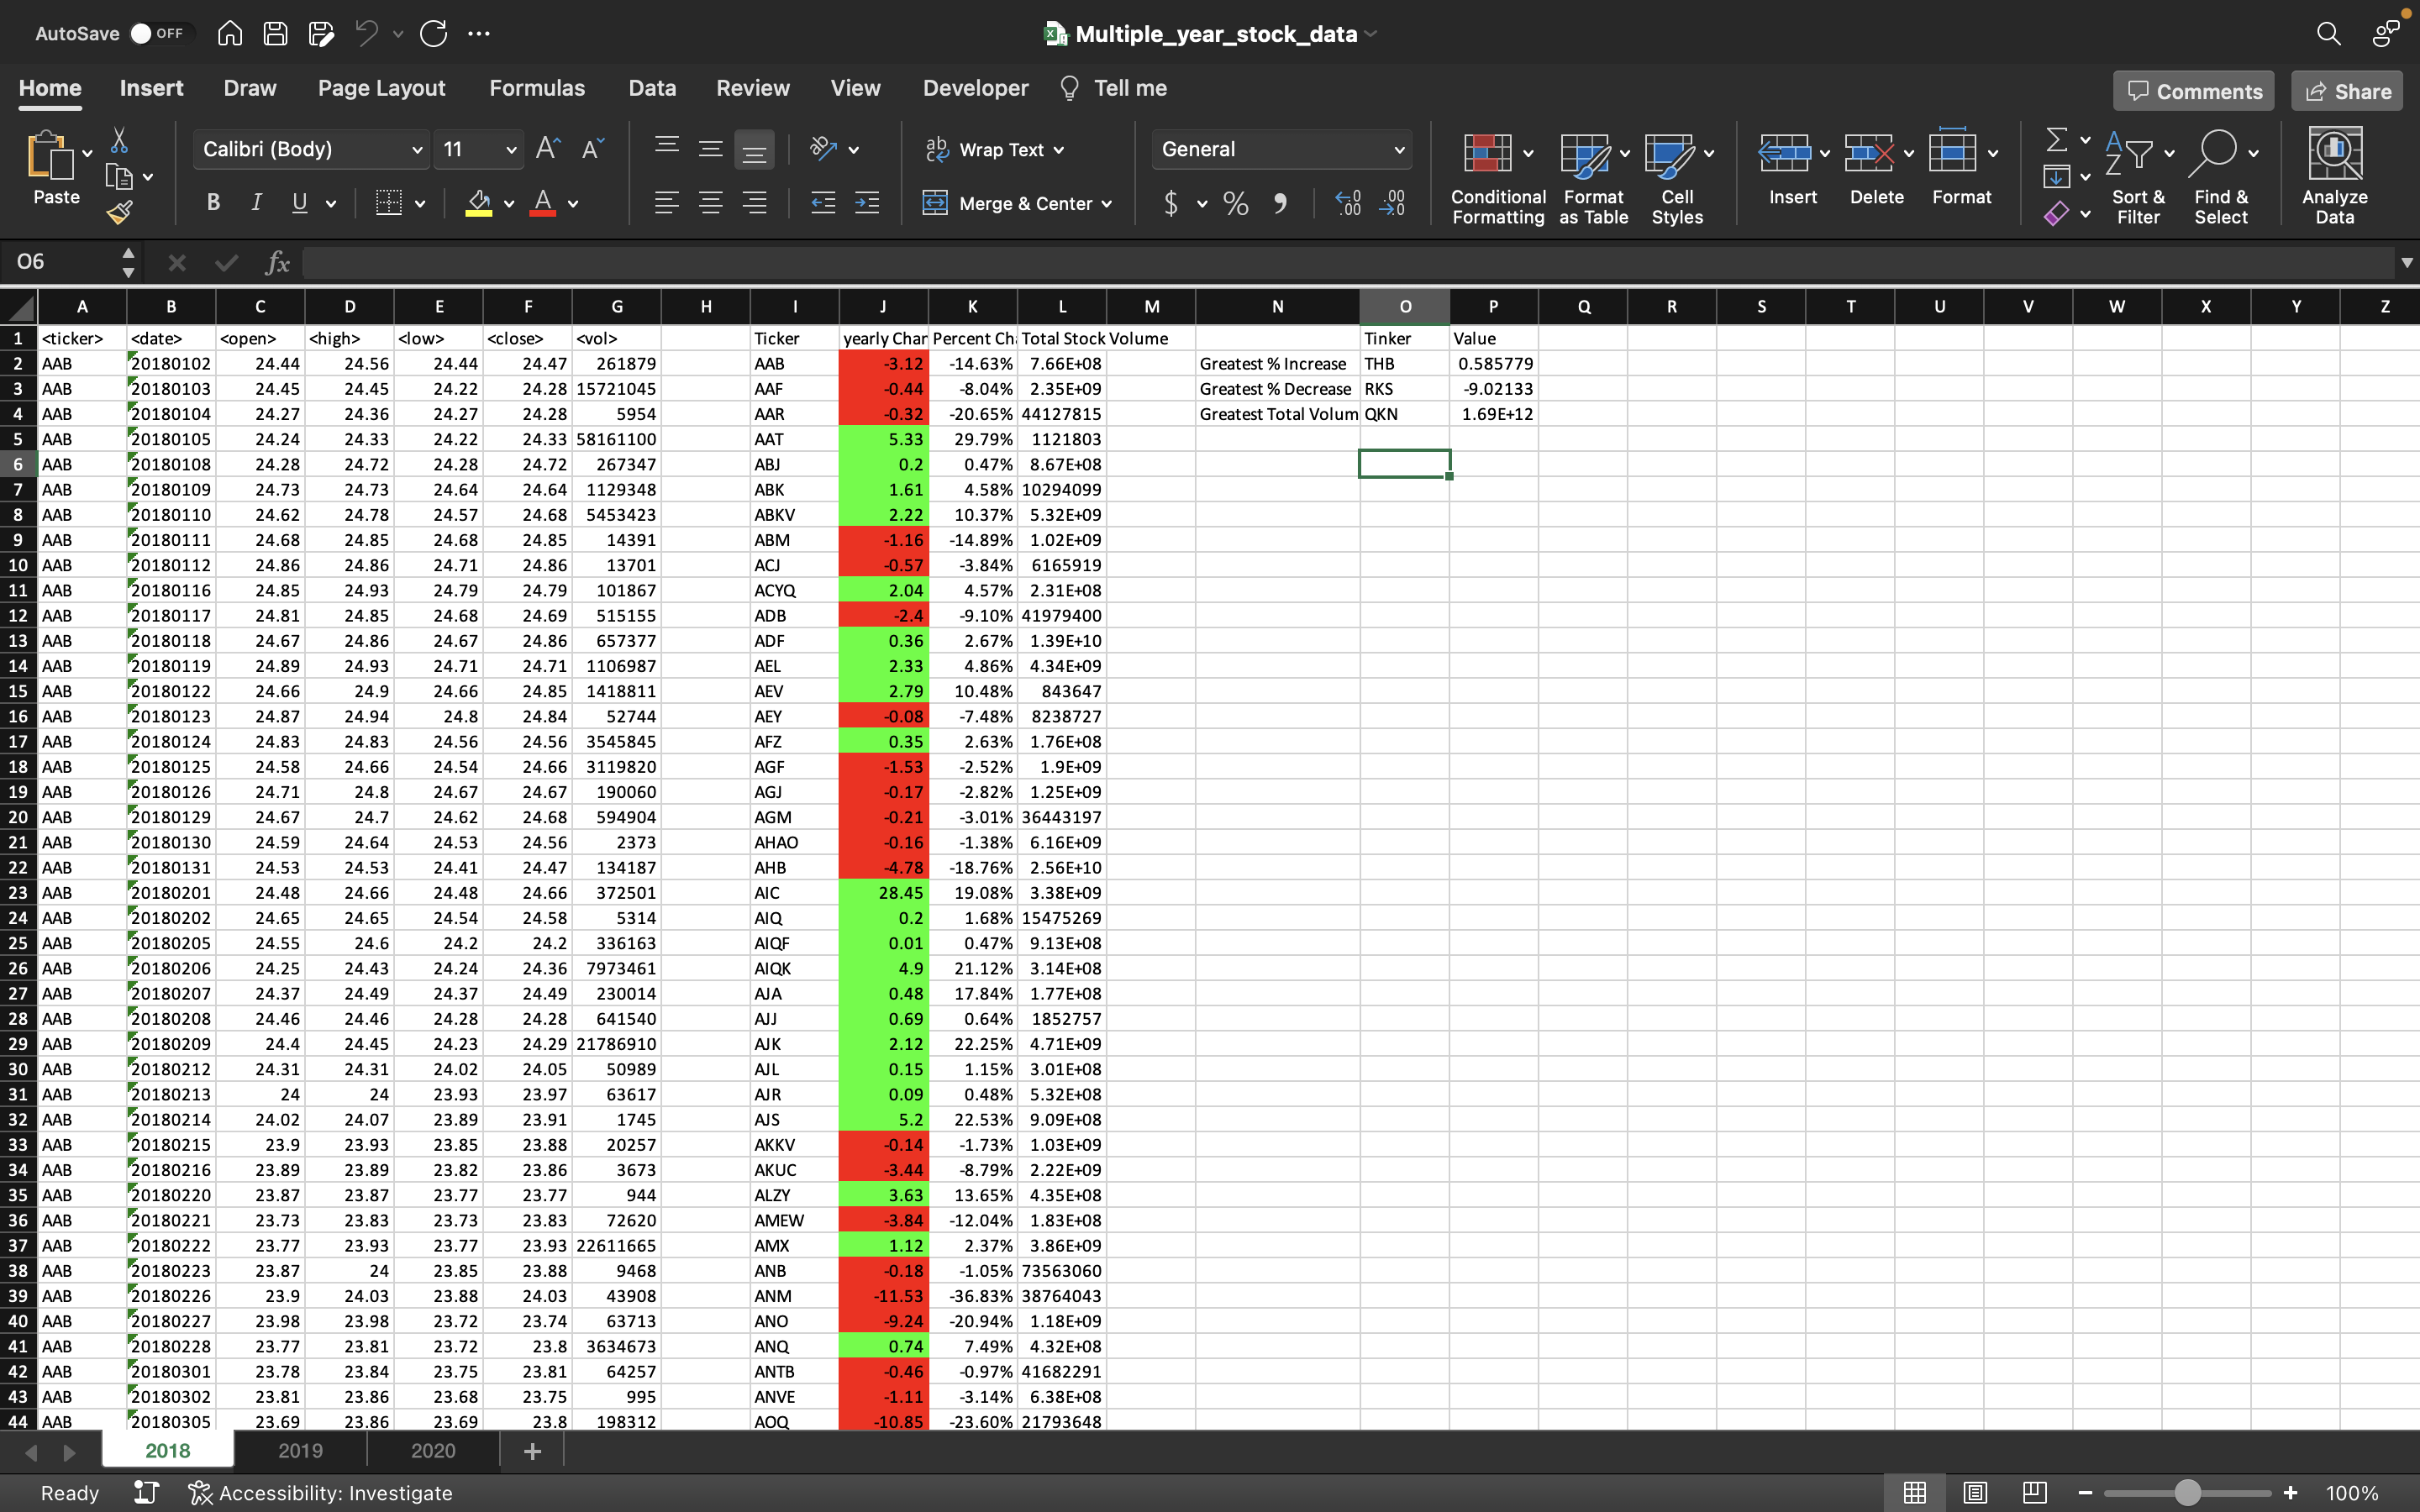 AutoSave OFF Multiple_year_stock_data
Home Insert Draw Page Layout Formulas Data Review View Developer Tell me Comments Share
Paste Calibri (Body) 11 Wrap Text General Conditional Formatting Format as Table Cell Styles Insert Delete Format Sort & Filter Find & Select Analyze Data
B I U Merge & Center $ %
O6 fx
A B C D E F G H I J K L M N O P Q R S T U V W X Y Z
1 <ticker> <date> <open> <high> <low> <close> <vol> Ticker yearly Char Percent Ch Total Stock Volume Tinker Value
2 AAB 20180102 24.44 24.56 24.44 24.47 261879 AAB -3.12 -14.63% 7.66E+08 Greatest % Increase THB 0.585779
3 AAB 20180103 24.45 24.45 24.22 24.28 15721045 AAF -0.44 -8.04% 2.35E+09 Greatest % Decrease RKS -9.02133
4 AAB 20180104 24.27 24.36 24.27 24.28 5954 AAR -0.32 -20.65% 44127815 Greatest Total Volum QKN 1.69E+12
5 AAB 20180105 24.24 24.33 24.22 24.33 58161100 AAT 5.33 29.79% 1121803
6 AAB 20180108 24.28 24.72 24.28 24.72 267347 ABJ 0.2 0.47% 8.67E+08
7 AAB 20180109 24.73 24.73 24.64 24.64 1129348 ABK 1.61 4.58% 10294099
8 AAB 20180110 24.62 24.78 24.57 24.68 5453423 ABKV 2.22 10.37% 5.32E+09
9 AAB 20180111 24.68 24.85 24.68 24.85 14391 ABM -1.16 -14.89% 1.02E+09
10 AAB 20180112 24.86 24.86 24.71 24.86 13701 ACJ -0.57 -3.84% 6165919
11 AAB 20180116 24.85 24.93 24.79 24.79 101867 ACYQ 2.04 4.57% 2.31E+08
12 AAB 20180117 24.81 24.85 24.68 24.69 515155 ADB -2.4 -9.10% 41979400
13 AAB 20180118 24.67 24.86 24.67 24.86 657377 ADF 0.36 2.67% 1.39E+10
14 AAB 20180119 24.89 24.93 24.71 24.71 1106987 AEL 2.33 4.86% 4.34E+09
15 AAB 20180122 24.66 24.9 24.66 24.85 1418811 AEV 2.79 10.48% 843647
16 AAB 20180123 24.87 24.94 24.8 24.84 52744 AEY -0.08 -7.48% 8238727
17 AAB 20180124 24.83 24.83 24.56 24.56 3545845 AFZ 0.35 2.63% 1.76E+08
18 AAB 20180125 24.58 24.66 24.54 24.66 3119820 AGF -1.53 -2.52% 1.9E+09
19 AAB 20180126 24.71 24.8 24.67 24.67 190060 AGJ -0.17 -2.82% 1.25E+09
20 AAB 20180129 24.67 24.7 24.62 24.68 594904 AGM -0.21 -3.01% 36443197
21 AAB 20180130 24.59 24.64 24.53 24.56 2373 AHAO -0.16 -1.38% 6.16E+09
22 AAB 20180131 24.53 24.53 24.41 24.47 134187 AHB -4.78 -18.76% 2.56E+10
23 AAB 20180201 24.48 24.66 24.48 24.66 372501 AIC 28.45 19.08% 3.38E+09
24 AAB 20180202 24.65 24.65 24.54 24.58 5314 AIQ 0.2 1.68% 15475269
25 AAB 20180205 24.55 24.6 24.2 24.2 336163 AIQF 0.01 0.47% 9.13E+08
26 AAB 20180206 24.25 24.43 24.24 24.36 7973461 AIQK 4.9 21.12% 3.14E+08
27 AAB 20180207 24.37 24.49 24.37 24.49 230014 AJA 0.48 17.84% 1.77E+08
28 AAB 20180208 24.46 24.46 24.28 24.28 641540 AJJ 0.69 0.64% 1852757
29 AAB 20180209 24.4 24.45 24.23 24.29 21786910 AJK 2.12 22.25% 4.71E+09
30 AAB 20180212 24.31 24.31 24.02 24.05 50989 AJL 0.15 1.15% 3.01E+08
31 AAB 20180213 24 24 23.93 23.97 63617 AJR 0.09 0.48% 5.32E+08
32 AAB 20180214 24.02 24.07 23.89 23.91 1745 AJS 5.2 22.53% 9.09E+08
33 AAB 20180215 23.9 23.93 23.85 23.88 20257 AKKV -0.14 -1.73% 1.03E+09
34 AAB 20180216 23.89 23.89 23.82 23.86 3673 AKUC -3.44 -8.79% 2.22E+09
35 AAB 20180220 23.87 23.87 23.77 23.77 944 ALZY 3.63 13.65% 4.35E+08
36 AAB 20180221 23.73 23.83 23.73 23.83 72620 AMEW -3.84 -12.04% 1.83E+08
37 AAB 20180222 23.77 23.93 23.77 23.93 22611665 AMX 1.12 2.37% 3.86E+09
38 AAB 20180223 23.87 24 23.85 23.88 9468 ANB -0.18 -1.05% 73563060
39 AAB 20180226 23.9 24.03 23.88 24.03 43908 ANM -11.53 -36.83% 38764043
40 AAB 20180227 23.98 23.98 23.72 23.74 63713 ANO -9.24 -20.94% 1.18E+09
41 AAB 20180228 23.77 23.81 23.72 23.8 3634673 ANQ 0.74 7.49% 4.32E+08
42 AAB 20180301 23.78 23.84 23.75 23.81 64257 ANTB -0.46 -0.97% 41682291
43 AAB 20180302 23.81 23.86 23.68 23.75 995 ANVE -1.11 -3.14% 6.38E+08
44 AAB 20180305 23.69 23.86 23.69 23.8 198312 AOQ -10.85 -23.60% 21793648
2018 2019 2020 +
Ready Accessibility: Investigate 100%